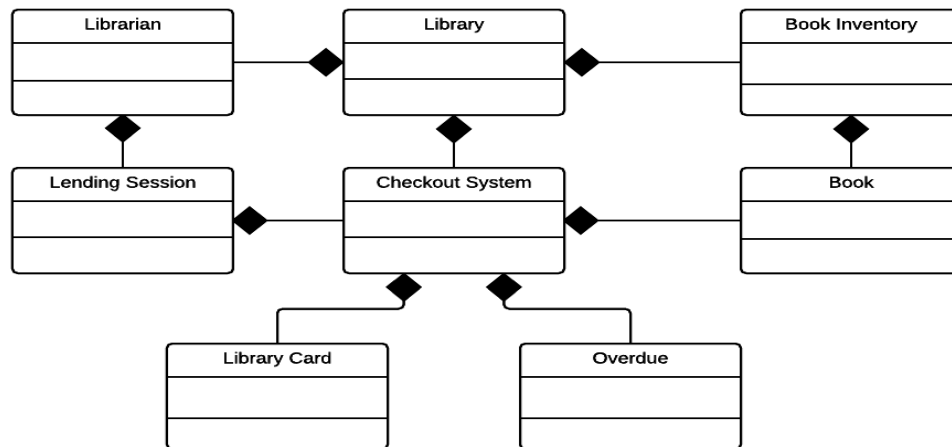 Librarian
Library
Book Inventory
Lending Session
Checkout System
Book
Library Card
Overdue